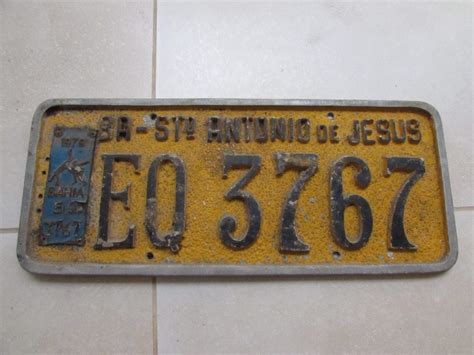 BA-STO ANTONIO DE JESUS
EQ 3767
BAHIA